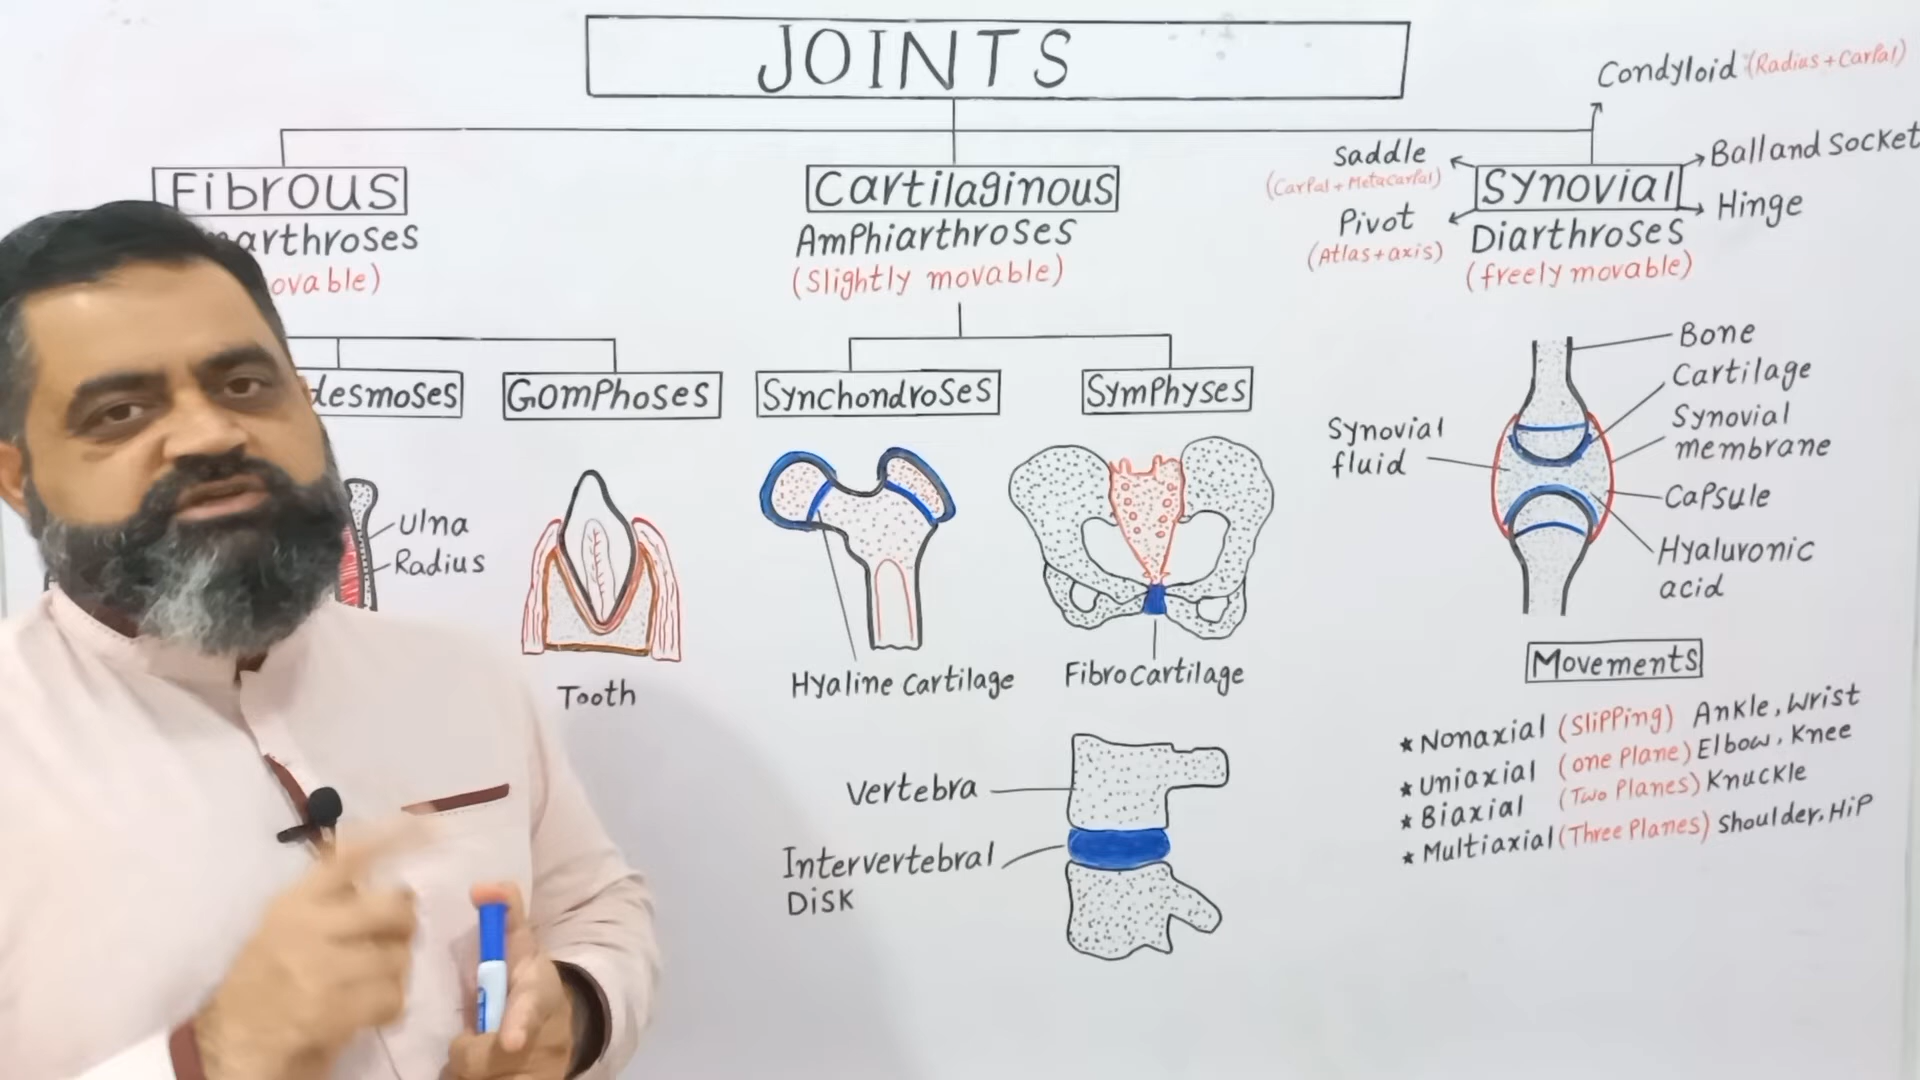 JOINTS
Condyloid (Radius+Carpal)
Saddle
(Carpal+Metacarpal)
Ball and Socket
Pivot
(Atlas+axis)
Hinge
Fibrous
arthroses
ovable)
Cartilaginous
Amphiarthroses
(Slightly movable)
Synovial
Diarthroses
(freely movable)
desmoses
Gomphoses
Synchondroses
Symphyses
Ulna
Radius
Tooth
Hyaline Cartilage
Fibrocartilage
Vertebra
Intervertebral
Disk
Bone
Cartilage
Synovial
membrane
Synovial
fluid
Capsule
Hyaluronic
acid
Movements
* Nonaxial (Slipping) Ankle, Wrist
* Uniaxial (one Plane) Elbow, Knee
* Biaxial (Two Planes) Knuckle
* Multiaxial (Three Planes) Shoulder, Hip